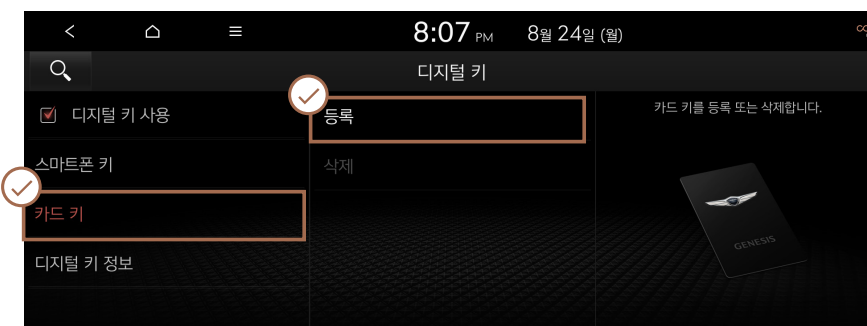 8:07 PM 8월 24일 (월)
디지털 키
디지털 키 사용
스마트폰 키
카드 키
디지털 키 정보
등록
삭제
카드 키를 등록 또는 삭제합니다.
GENESIS